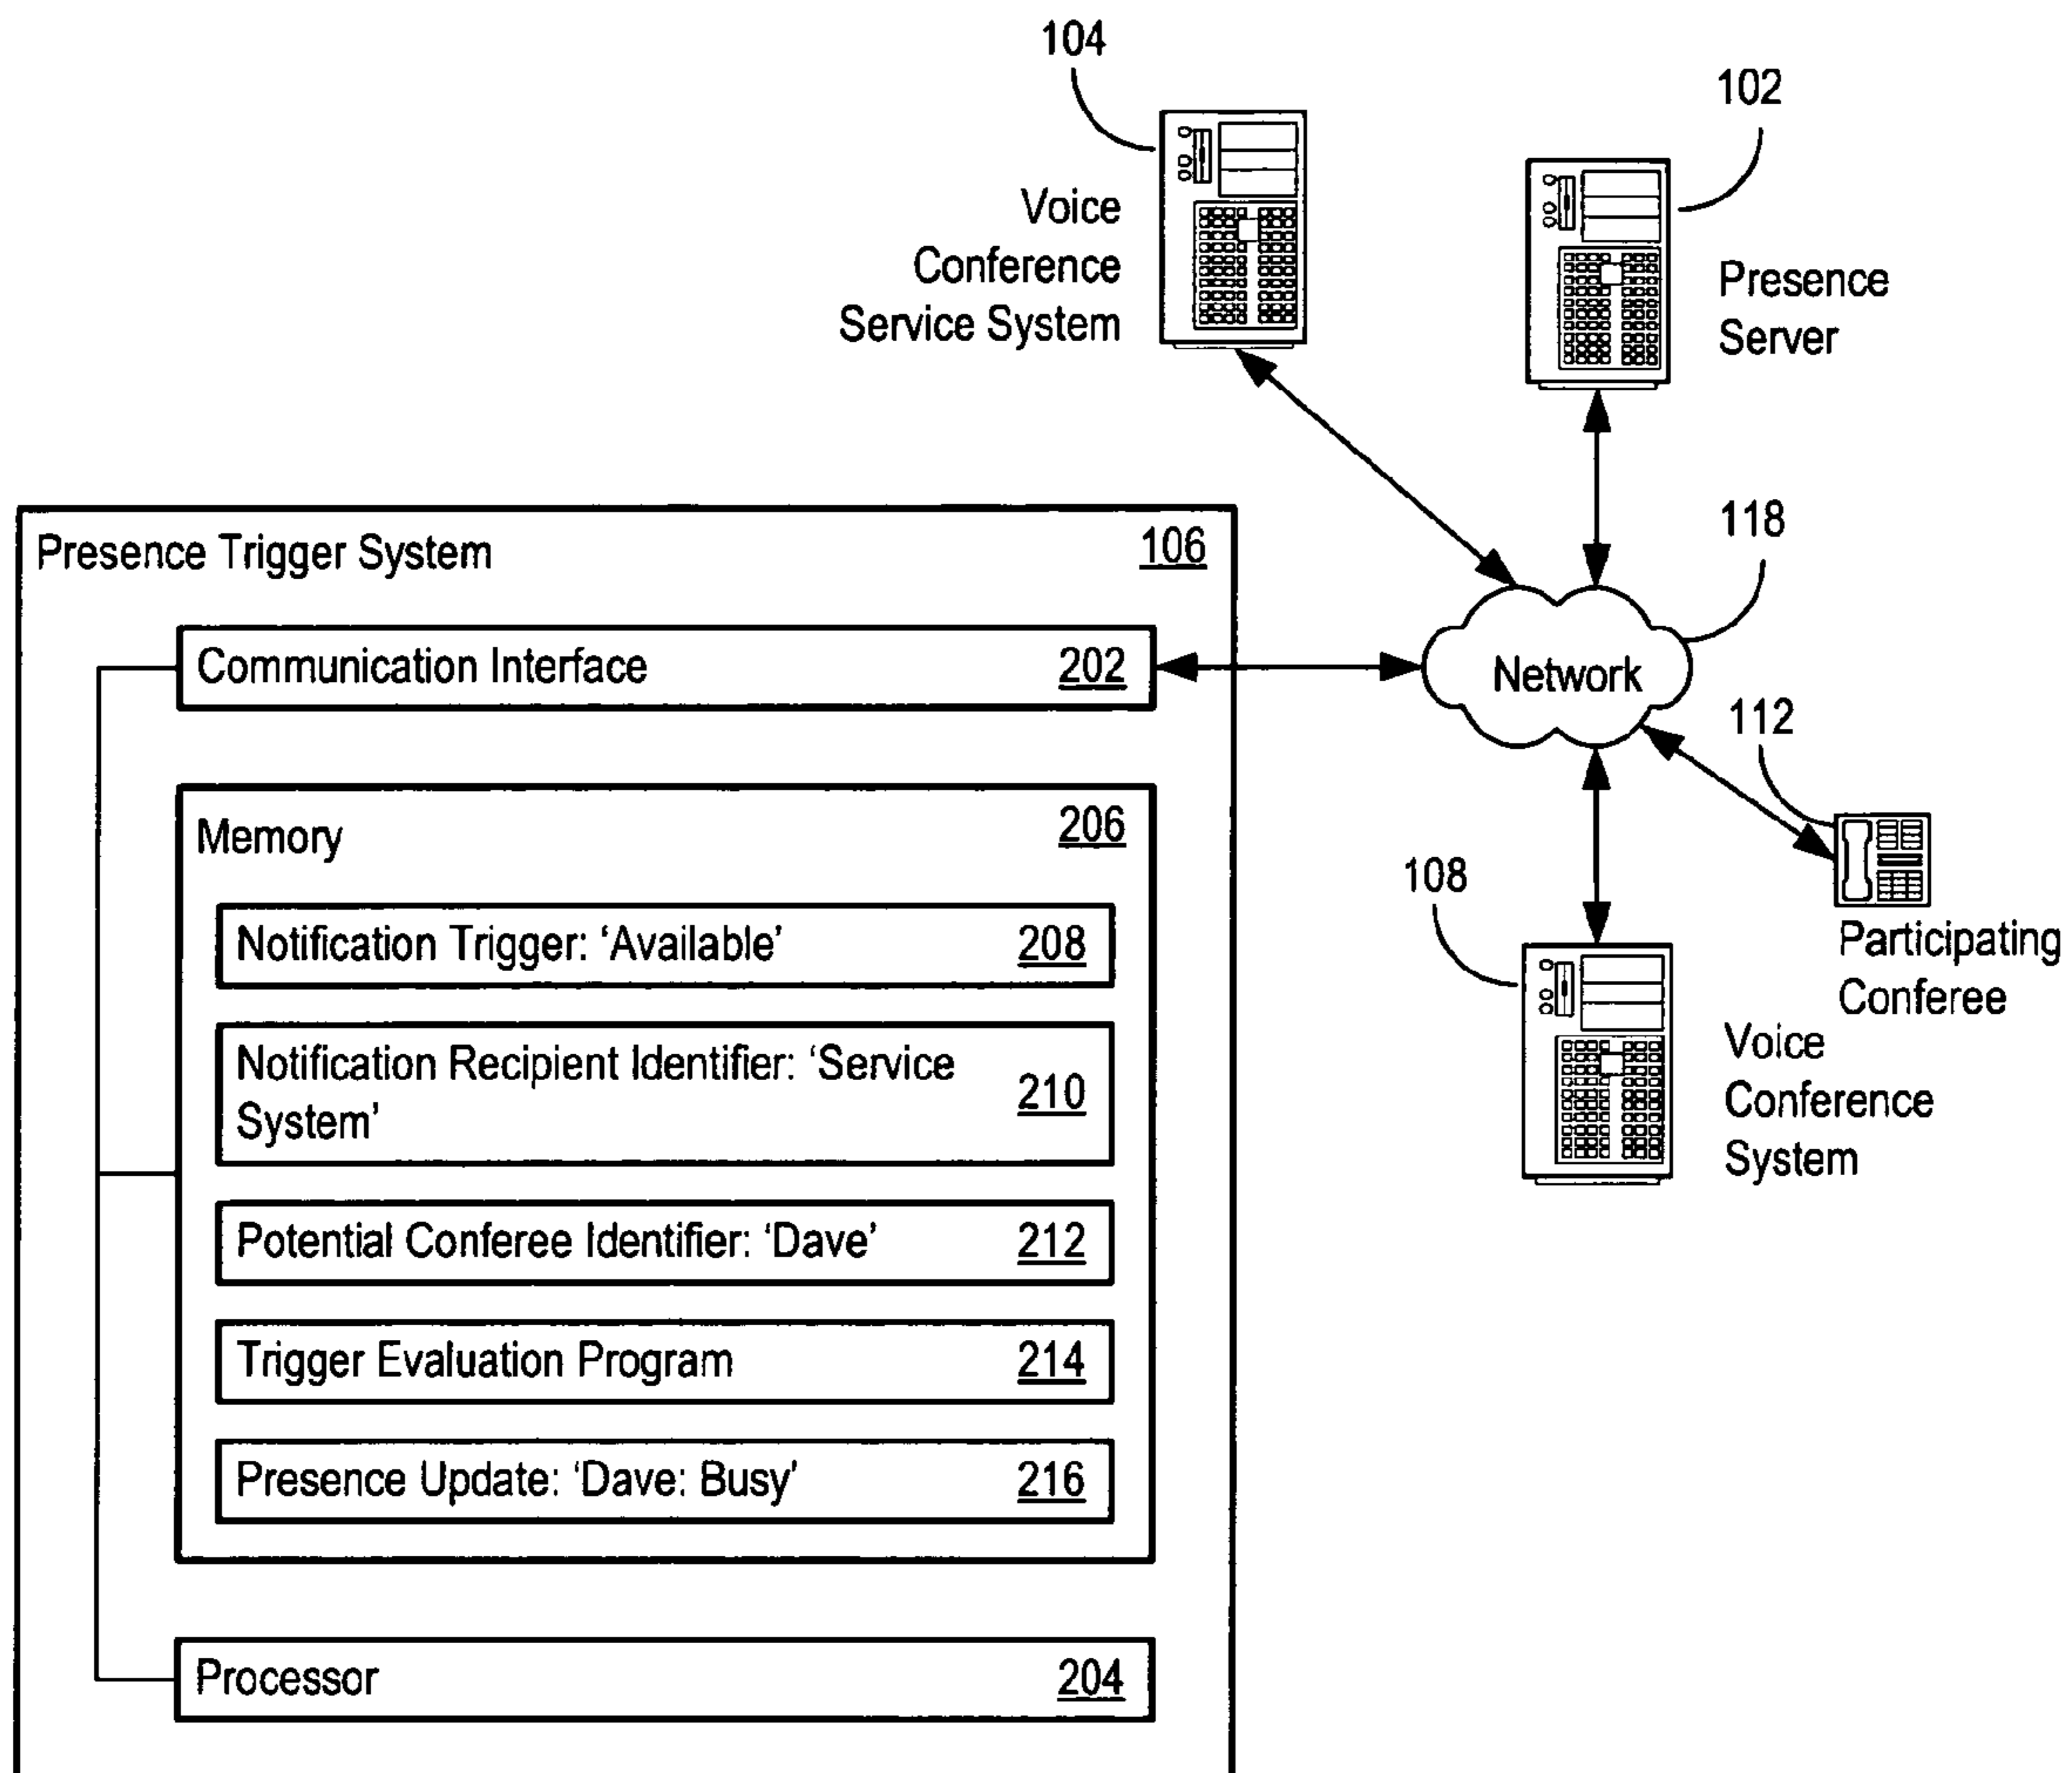 104
102
Voice
Conference
Service System
Presence
Server
118
Presence Trigger System 106
Communication Interface 202
Network
112
Memory 206
Notification Trigger: ‘Available’ 208
108
Participating
Conferee
Notification Recipient Identifier: ‘Service
System’ 210
Voice
Conference
System
Potential Conferee Identifier: ‘Dave’ 212
Trigger Evaluation Program 214
Presence Update: ‘Dave: Busy’ 216
Processor 204